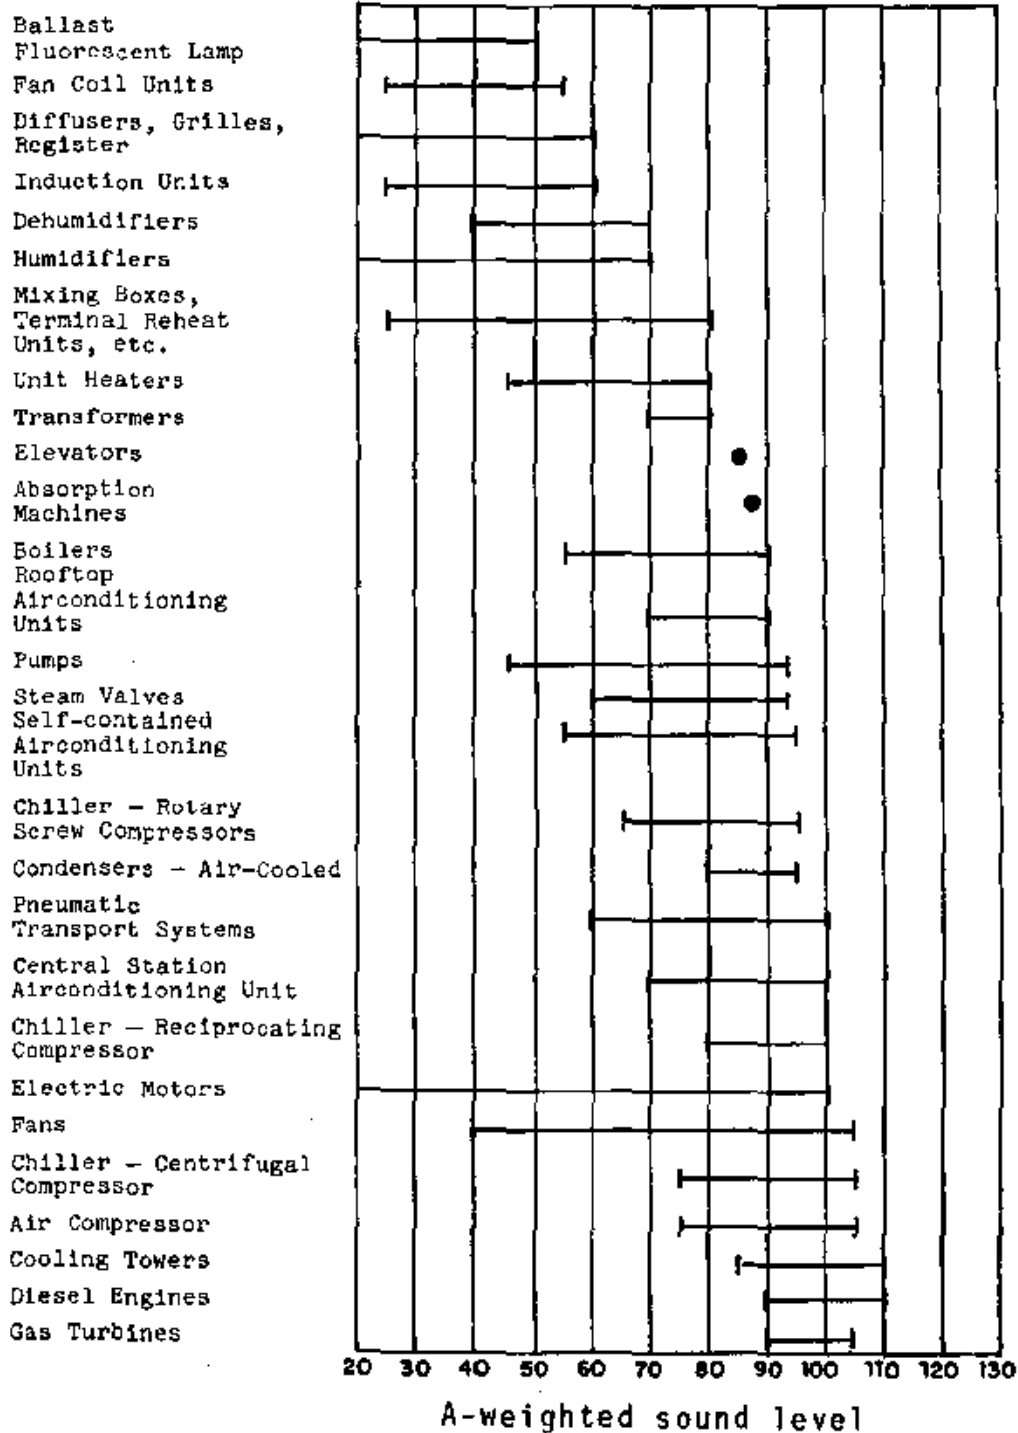 Ballast
Fluorescent Lamp
Fan Coil Units
Diffusers, Grilles,
Register
Induction Units
Dehumidifiers
Humidifiers
Mixing Boxes,
Terminal Reheat
Units, etc.
Unit Heaters
Transformers
Elevators
Absorption
Machines
Boilers
Rooftop
Airconditioning
Units
Pumps
Steam Valves
Self-contained
Airconditioning
Units
Chiller – Rotary
Screw Compressors
Condensers – Air-Cooled
Pneumatic
Transport Systems
Central Station
Airconditioning Unit
Chiller – Reciprocating
Compressor
Electric Motors
Fans
Chiller – Centrifugal
Compressor
Air Compressor
Cooling Towers
Diesel Engines
Gas Turbines
20 30 40 50 60 70 80 90 100 110 120 130
A-weighted sound level